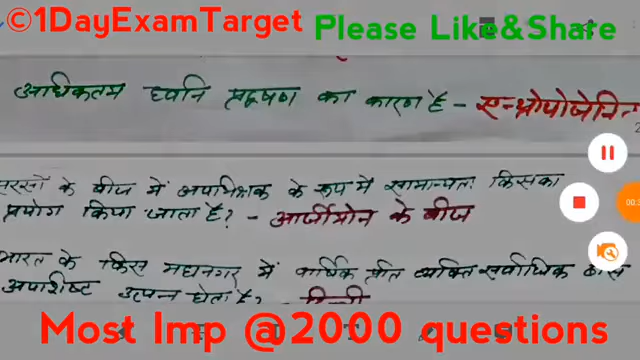 ©1DayExamTarget
Please Like&Share
अधिकतम ध्वनि प्रदूषण का कारण है - एन्थ्रोपोजेनि
सरसों के बीज में अपमिश्रक के रूप में सामान्यतः किसका
प्रयोग किया जाता है? - आर्जीमोन के बीज
भारत के किस महानगर में वार्षिक प्रति व्यक्ति सर्वाधिक ठोस
अपशिष्ट उत्पन्न होता है?
Most Imp @2000 questions